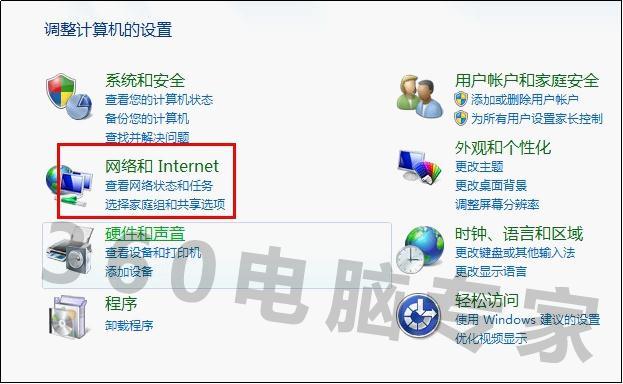 调整计算机的设置
系统和安全
查看您的计算机状态
备份您的计算机
查找并解决问题
网络和 Internet
查看网络状态和任务
选择家庭组和共享选项
硬件和声音
查看设备和打印机
添加设备
程序
卸载程序
用户帐户和家庭安全
添加或删除用户帐户
为所有用户设置家长控制
外观和个性化
更改主题
更改桌面背景
调整屏幕分辨率
时钟、语言和区域
更改键盘或其他输入法
更改显示语言
轻松访问
使用 Windows 建议的设置
优化视频显示
360电脑专家